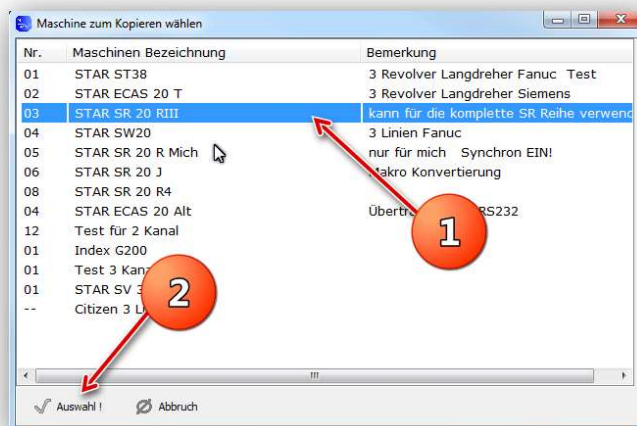 Maschine zum Kopieren wählen
Nr. Maschinen Bezeichnung Bemerkung
01 STAR ST38 3 Revolver Langdreher Fanuc Test
02 STAR ECAS 20 T 3 Revolver Langdreher Siemens
03 STAR SR 20 RIII kann für die komplette SR Reihe verwend
04 STAR SW20 3 Linien Fanuc
05 STAR SR 20 R Mich nur für mich Synchron EIN!
06 STAR SR 20 J Makro Konvertierung
08 STAR SR 20 R4
04 STAR ECAS 20 Alt RS232
12 Test für 2 Kanal
01 Index G200
01 Test 3
01 STAR SV
-- Citizen 3
1
2
Auswahl !
Abbruch